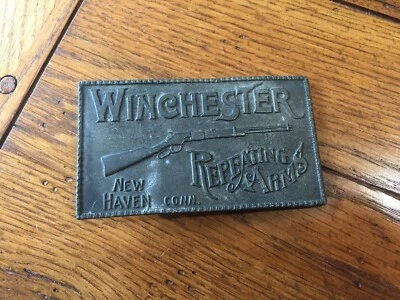 WINCHESTER
REPEATING
ARMS
NEW
HAVEN CONN.